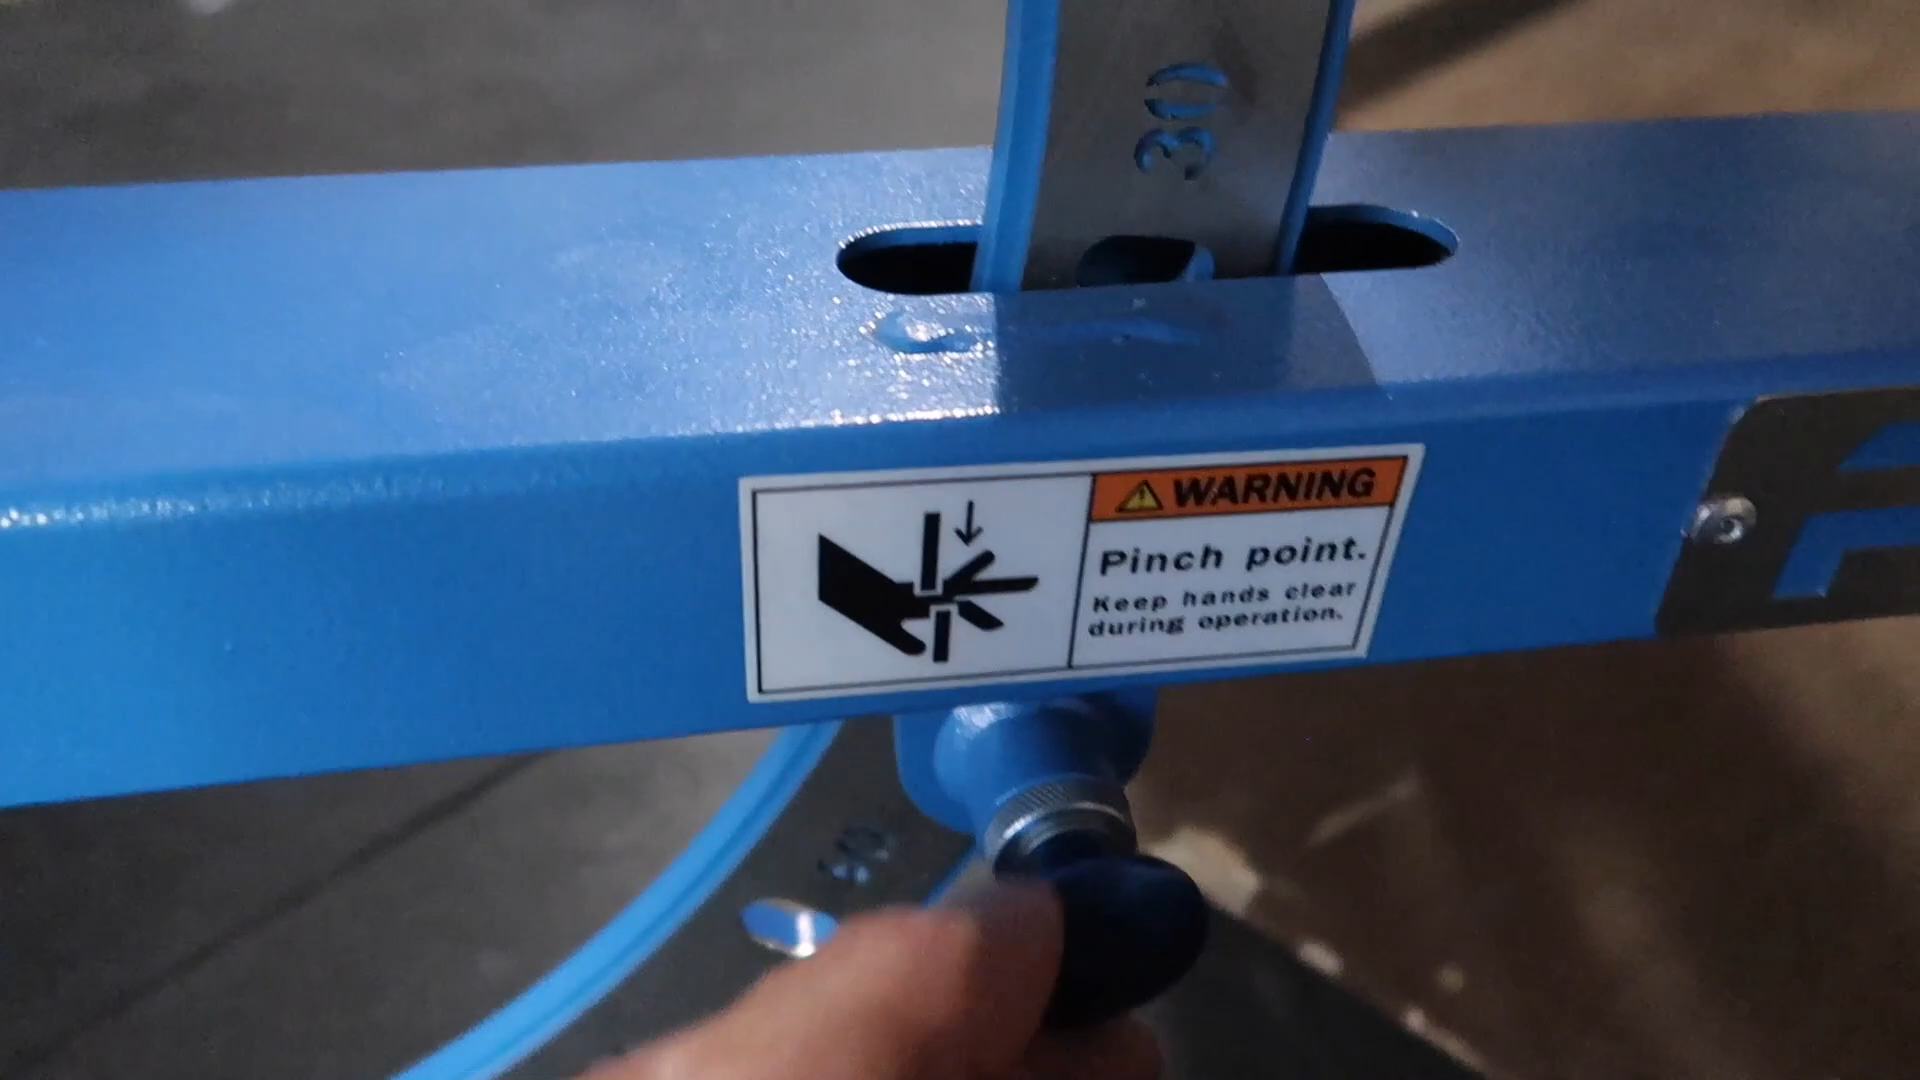 30
WARNING
Pinch point.
Keep hands clear
during operation.